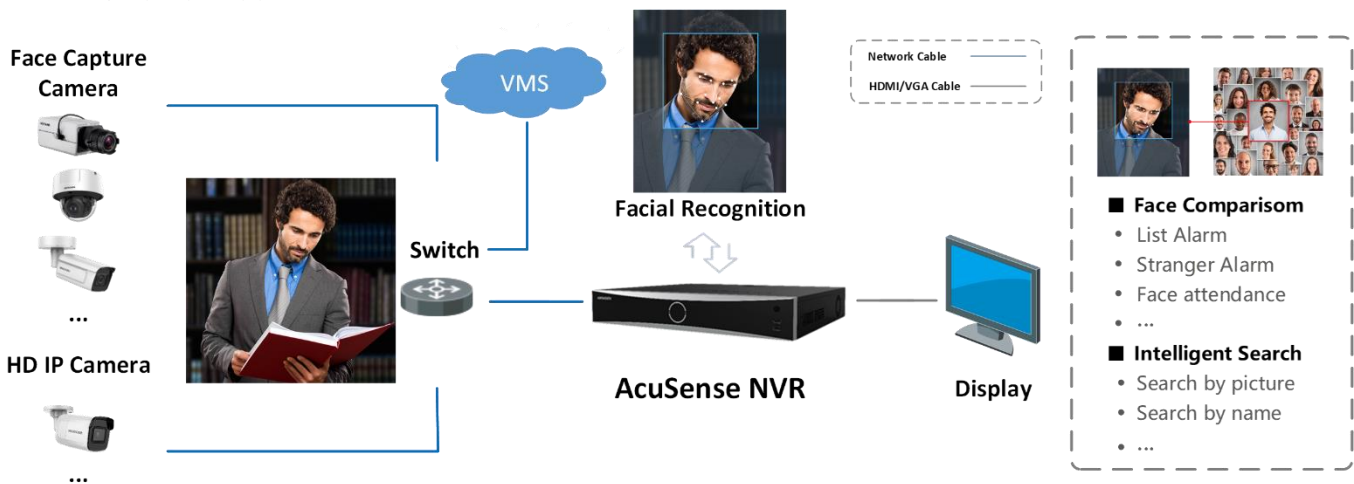 Face Capture
Camera
...
HD IP Camera
...
Switch
VMS
Facial Recognition
AcuSense NVR
Display
Network Cable
HDMI/VGA Cable
■ Face Comparisom
• List Alarm
• Stranger Alarm
• Face attendance
• ...
■ Intelligent Search
• Search by picture
• Search by name
• ...